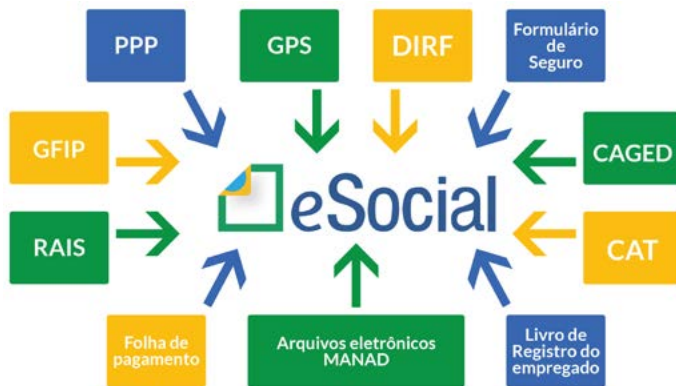 PPP
GPS
DIRF
Formulário
de
Seguro
GFIP
CAGED
eSocial
RAIS
CAT
Folha de
pagamento
Arquivos eletrônicos
MANAD
Livro de
Registro do
empregado